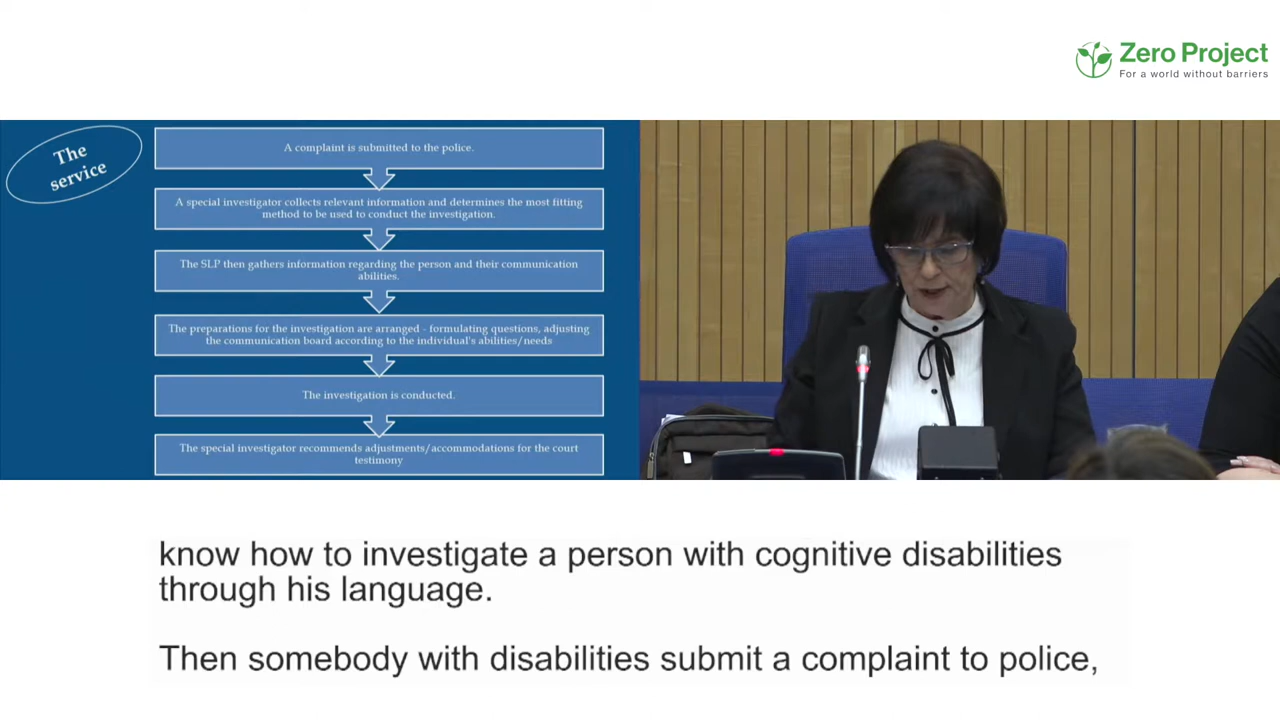 Zero Project
For a world without barriers
The
service
A complaint is submitted to the police.
A special investigator collects relevant information and determines the most fitting
method to be used to conduct the investigation.
The SLP then gathers information regarding the person and their communication
abilities.
The preparations for the investigation are arranged - formulating questions, adjusting
the communication board according to the individual's abilities/needs
The investigation is conducted.
The special investigator recommends adjustments/accommodations for the court
testimony
know how to investigate a person with cognitive disabilities
through his language.
Then somebody with disabilities submit a complaint to police,